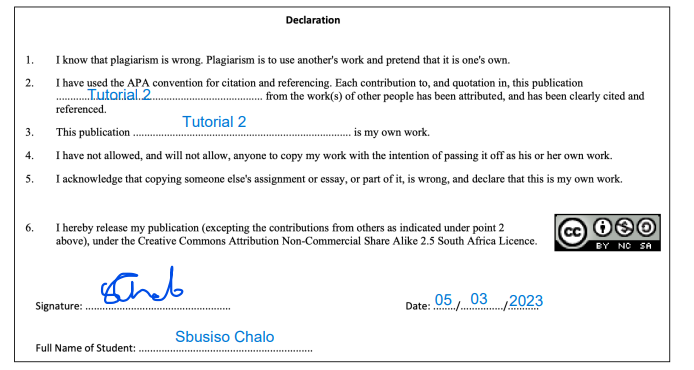 Declaration
1. I know that plagiarism is wrong. Plagiarism is to use another's work and pretend that it is one's own.
2. I have used the APA convention for citation and referencing. Each contribution to, and quotation in, this publication
..............Tutorial 2........................................ from the work(s) of other people has been attributed, and has been clearly cited and
referenced.
3. This publication ..................Tutorial 2.................................. is my own work.
4. I have not allowed, and will not allow, anyone to copy my work with the intention of passing it off as his or her own work.
5. I acknowledge that copying someone else's assignment or essay, or part of it, is wrong, and declare that this is my own work.
6. I hereby release my publication (excepting the contributions from others as indicated under point 2
above), under the Creative Commons Attribution Non-Commercial Share Alike 2.5 South Africa Licence.
cc BY NC SA
Signature: ..................................................
Date: 05 / 03 / 2023
Full Name of Student: Sbusiso Chalo